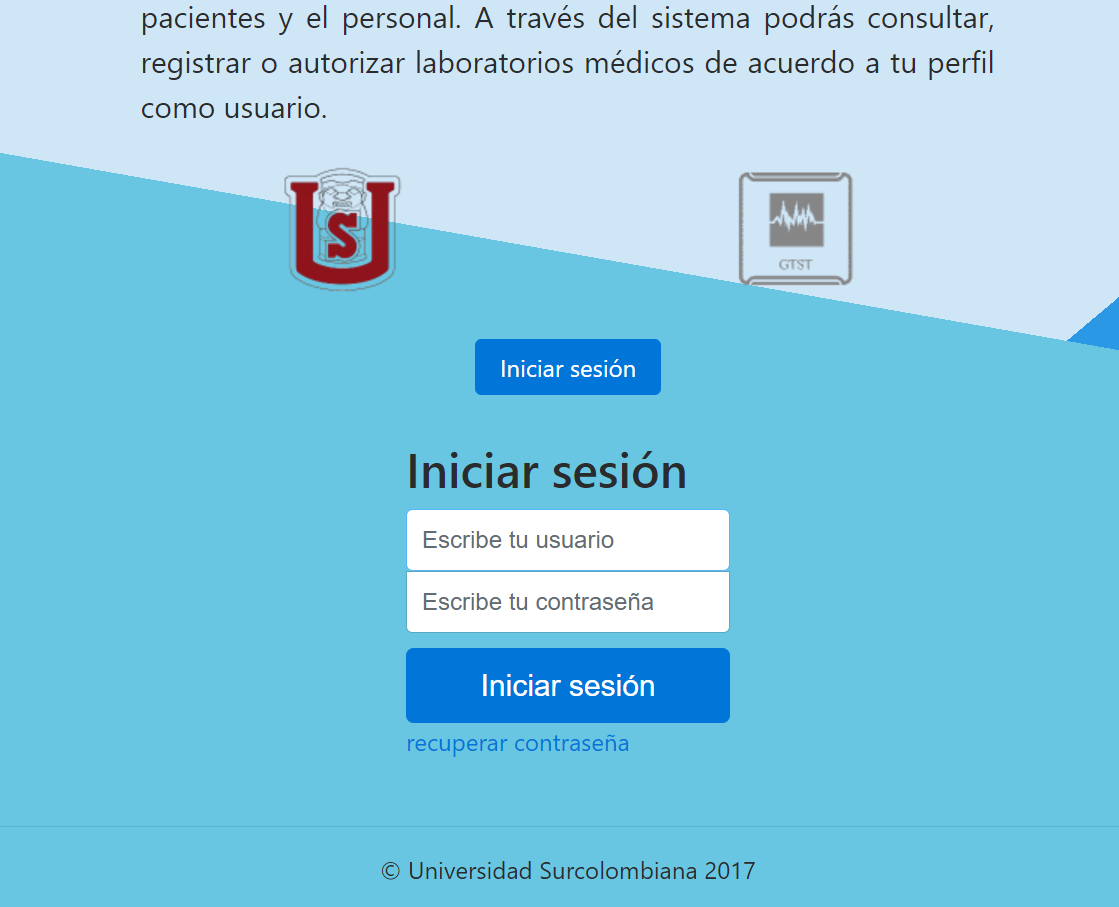 pacientes y el personal. A través del sistema podrás consultar,
registrar o autorizar laboratorios médicos de acuerdo a tu perfil
como usuario.
US
GTST
Iniciar sesión
Iniciar sesión
Escribe tu usuario
Escribe tu contraseña
Iniciar sesión
recuperar contraseña
© Universidad Surcolombiana 2017